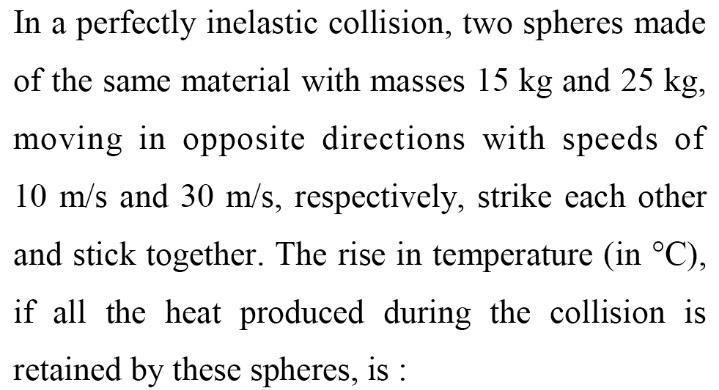 In a perfectly inelastic collision, two spheres made
of the same material with masses 15 kg and 25 kg,
moving in opposite directions with speeds of
10 m/s and 30 m/s, respectively, strike each other
and stick together. The rise in temperature (in °C),
if all the heat produced during the collision is
retained by these spheres, is :